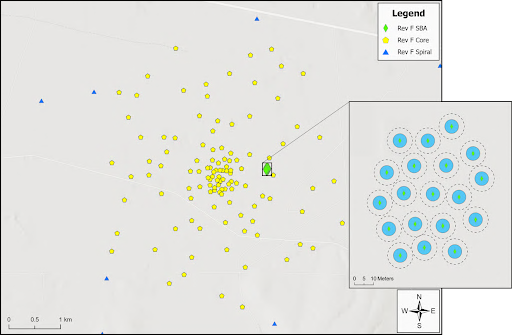 Legend
Rev F SBA
Rev F Core
Rev F Spiral
0 5 10 Meters
N
W E
S
0 0.5 1 km